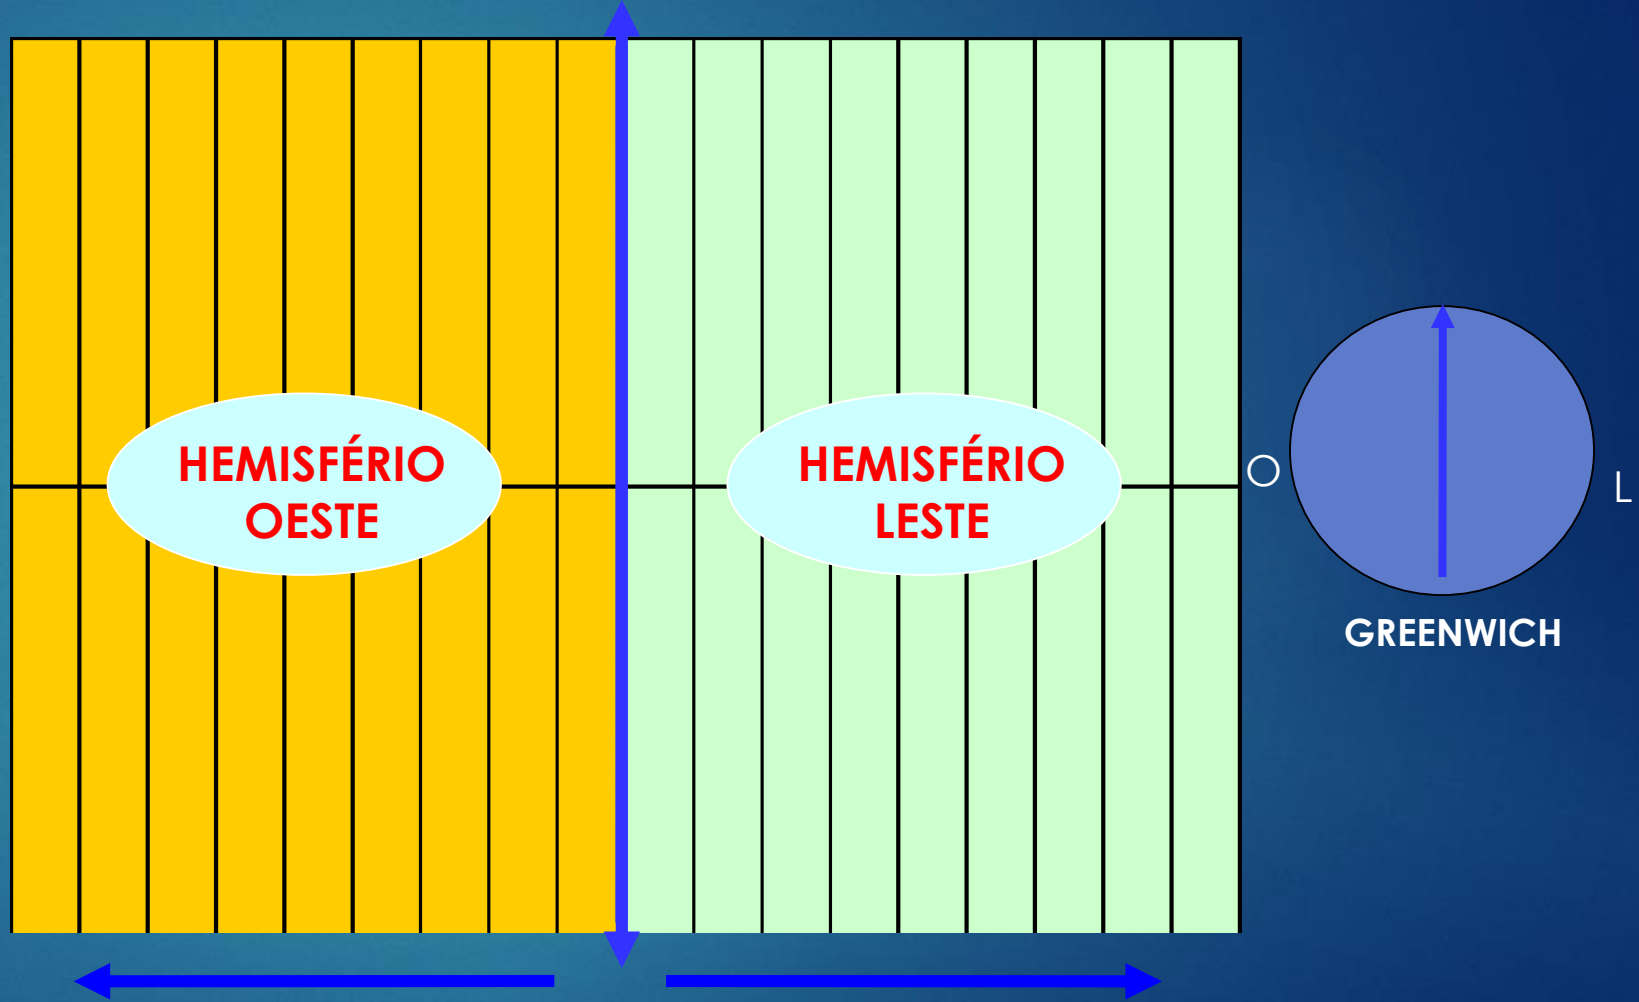 HEMISFÉRIO
OESTE
HEMISFÉRIO
LESTE
O
L
GREENWICH